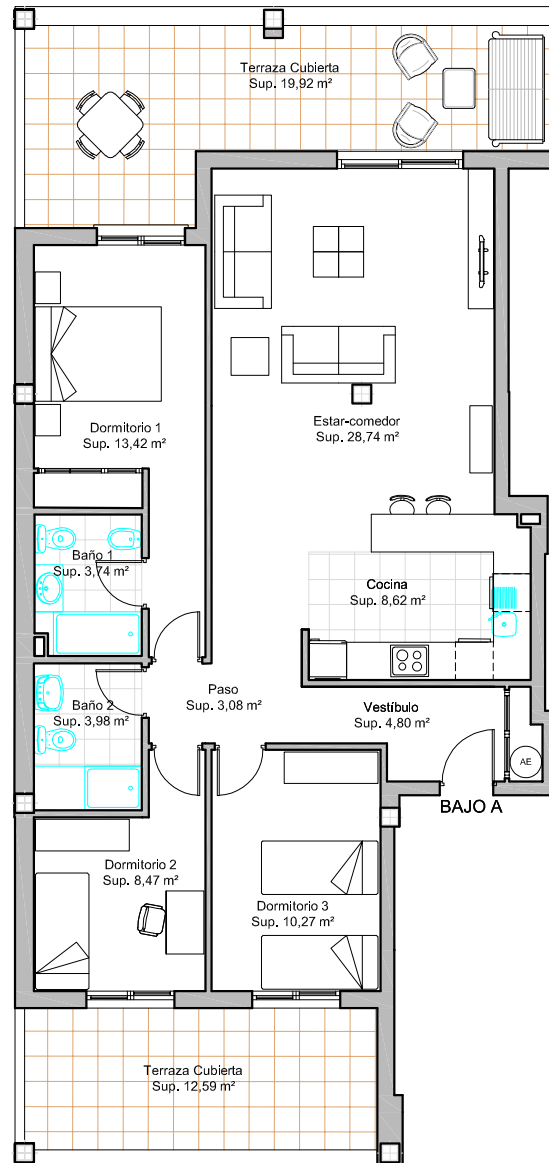 Terraza Cubierta
Sup. 19,92 m²
Dormitorio 1
Sup. 13,42 m²
Estar-comedor
Sup. 28,74 m²
Baño 1
Sup. 3,74 m²
Cocina
Sup. 8,62 m²
Baño 2
Sup. 3,98 m²
Paso
Sup. 3,08 m²
Vestíbulo
Sup. 4,80 m²
AE
BAJO A
Dormitorio 2
Sup. 8,47 m²
Dormitorio 3
Sup. 10,27 m²
Terraza Cubierta
Sup. 12,59 m²